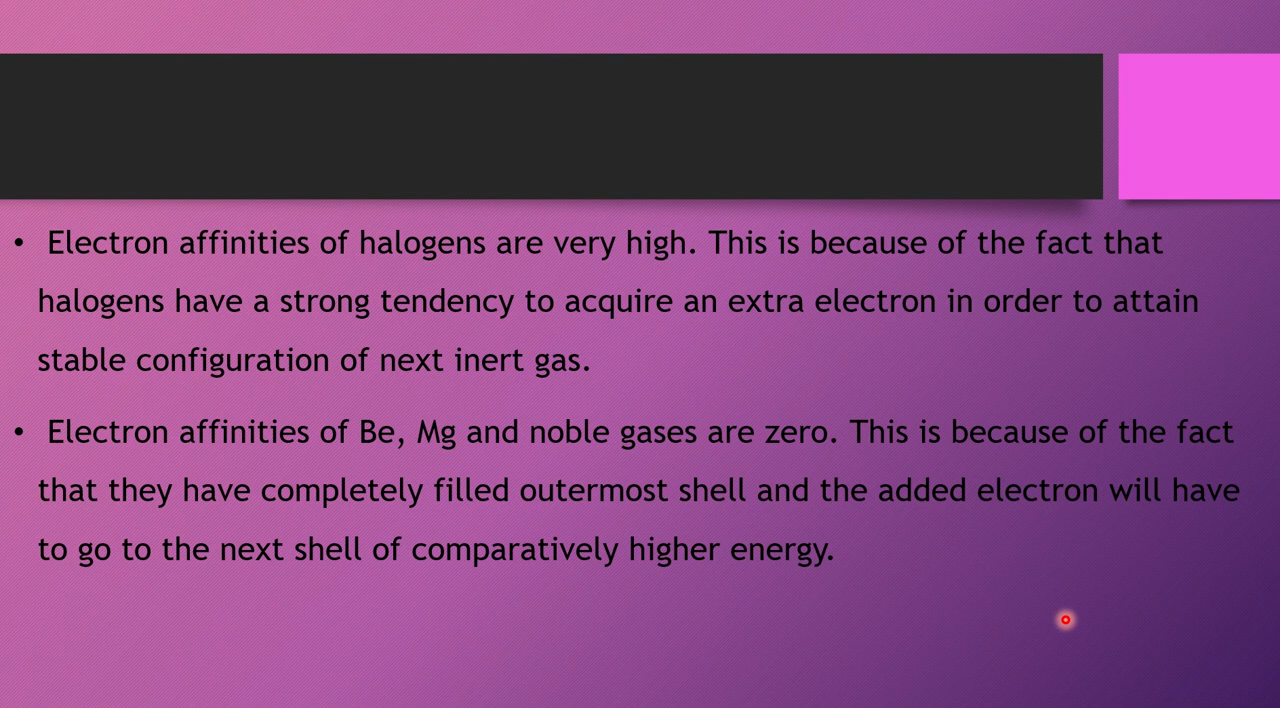 • Electron affinities of halogens are very high. This is because of the fact that
halogens have a strong tendency to acquire an extra electron in order to attain
stable configuration of next inert gas.
• Electron affinities of Be, Mg and noble gases are zero. This is because of the fact
that they have completely filled outermost shell and the added electron will have
to go to the next shell of comparatively higher energy.